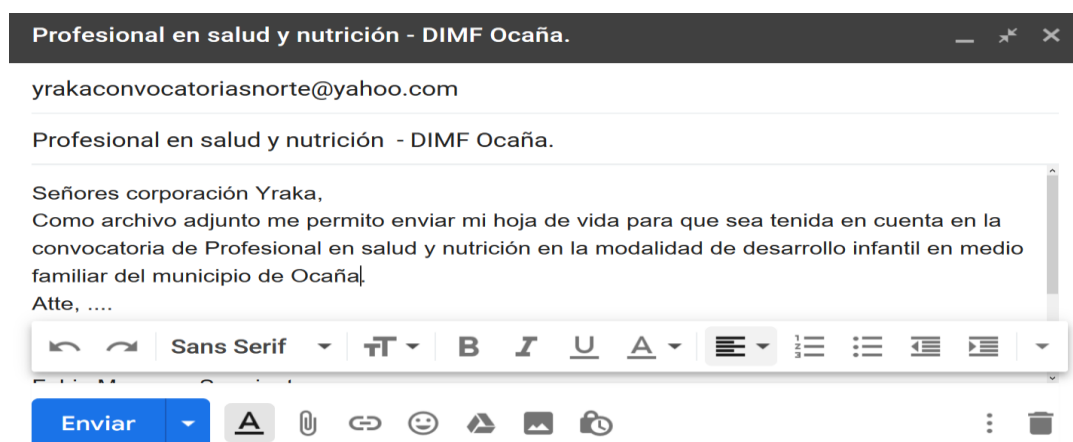 Profesional en salud y nutrición - DIMF Ocaña.
yrakaconvocatoriasnorte@yahoo.com
Profesional en salud y nutrición - DIMF Ocaña.
Señores corporación Yraka,
Como archivo adjunto me permito enviar mi hoja de vida para que sea tenida en cuenta en la
convocatoria de Profesional en salud y nutrición en la modalidad de desarrollo infantil en medio
familiar del municipio de Ocaña.
Atte, ....
Sans Serif
Enviar